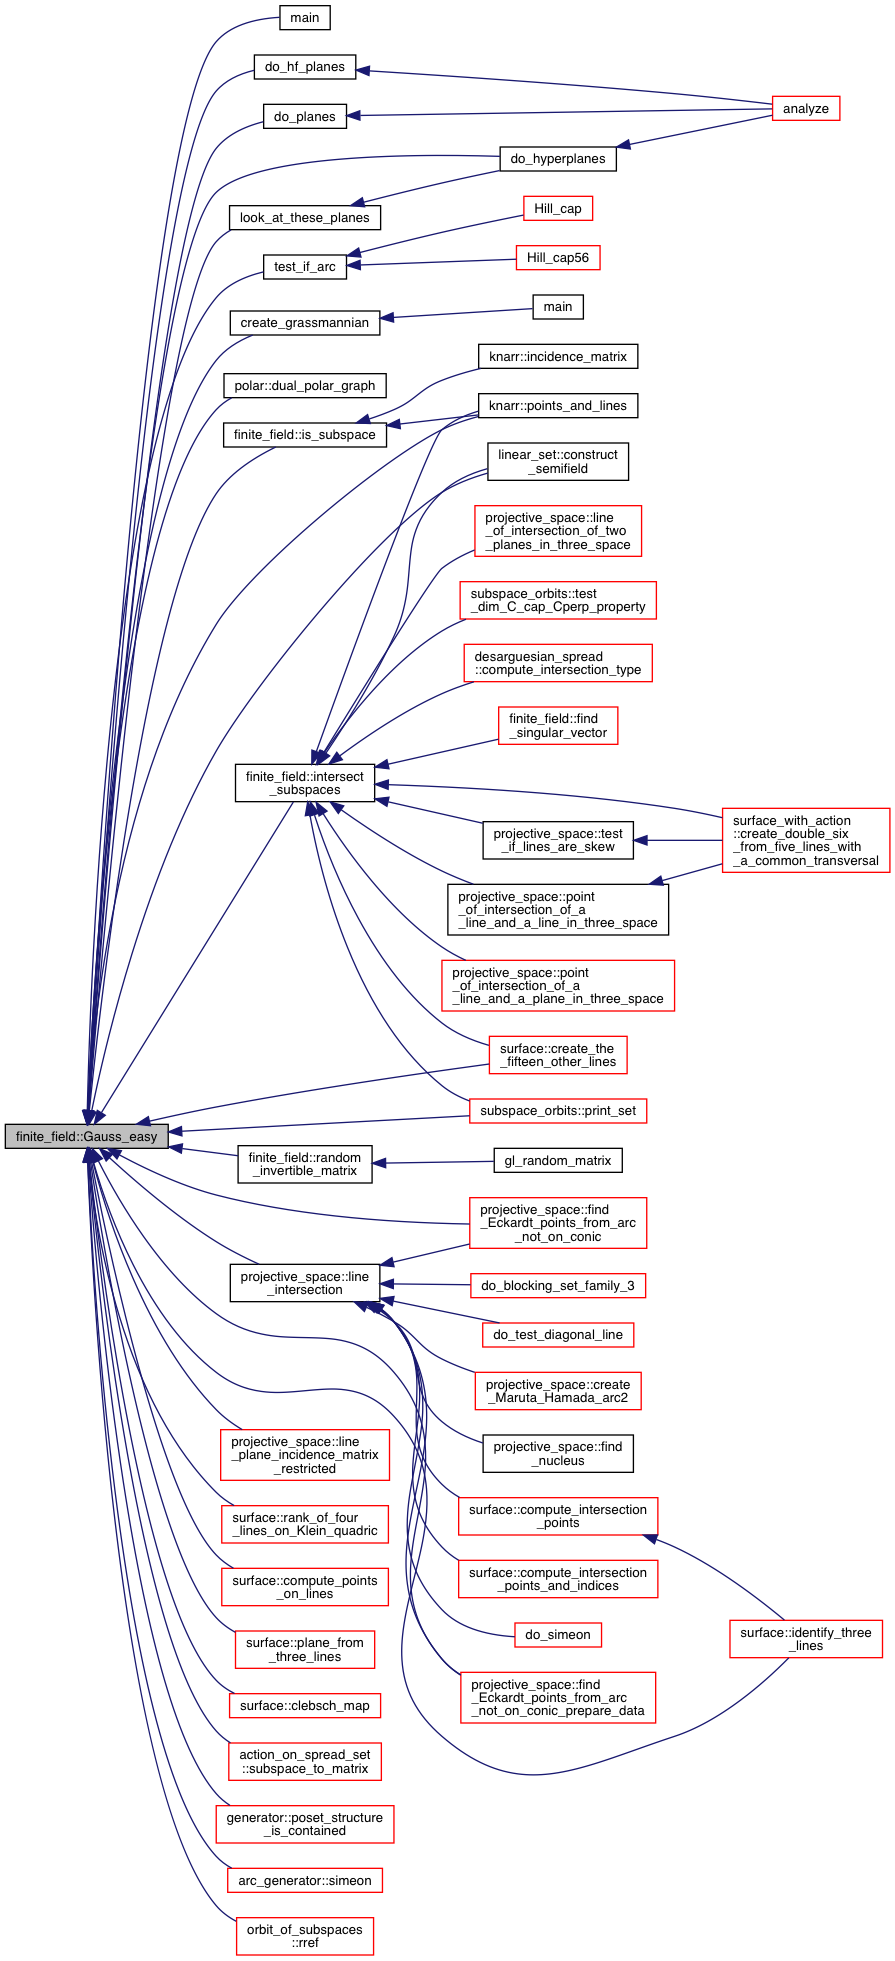 main
do_hf_planes
analyze
do_planes
do_hyperplanes
look_at_these_planes
Hill_cap
test_if_arc
Hill_cap56
main
create_grassmannian
knarr::incidence_matrix
polar::dual_polar_graph
knarr::points_and_lines
finite_field::is_subspace
linear_set::construct
_semifield
projective_space::line
_of_intersection_of_two
_planes_in_three_space
subspace_orbits::test
_dim_C_cap_Cperp_property
desarguesian_spread
::compute_intersection_type
finite_field::find
_singular_vector
finite_field::intersect
_subspaces
surface_with_action
::create_double_six
_from_five_lines_with
_a_common_transversal
projective_space::test
_if_lines_are_skew
projective_space::point
_of_intersection_of_a
_line_and_a_line_in_three_space
projective_space::point
_of_intersection_of_a
_line_and_a_plane_in_three_space
surface::create_the
_fifteen_other_lines
subspace_orbits::print_set
finite_field::Gauss_easy
finite_field::random
_invertible_matrix
gl_random_matrix
projective_space::find
_Eckardt_points_from_arc
_not_on_conic
projective_space::line
_intersection
do_blocking_set_family_3
do_test_diagonal_line
projective_space::create
_Maruta_Hamada_arc2
projective_space::line
_plane_incidence_matrix
_restricted
projective_space::find
_nucleus
surface::rank_of_four
_lines_on_Klein_quadric
surface::compute_intersection
_points
surface::compute_points
_on_lines
surface::compute_intersection
_points_and_indices
surface::plane_from
_three_lines
do_simeon
surface::identify_three
_lines
surface::clebsch_map
projective_space::find
_Eckardt_points_from_arc
_not_on_conic_prepare_data
action_on_spread_set
::subspace_to_matrix
generator::poset_structure
_is_contained
arc_generator::simeon
orbit_of_subspaces
::rref